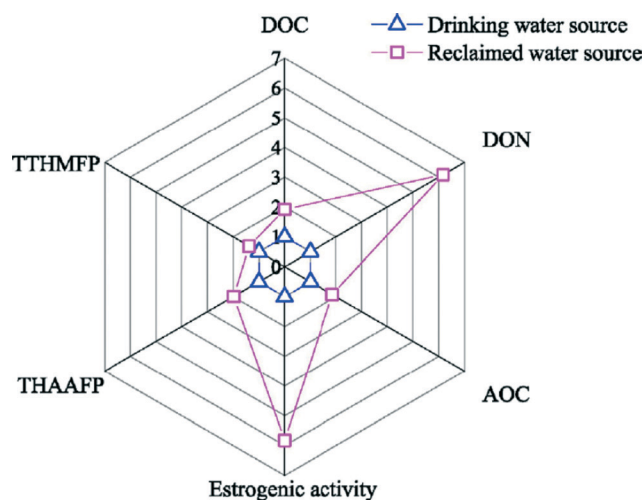 DOC
Drinking water source
Reclaimed water source
7
6
5
4
3
2
1
0
DON
TTHMFP
THAAFP
AOC
Estrogenic activity